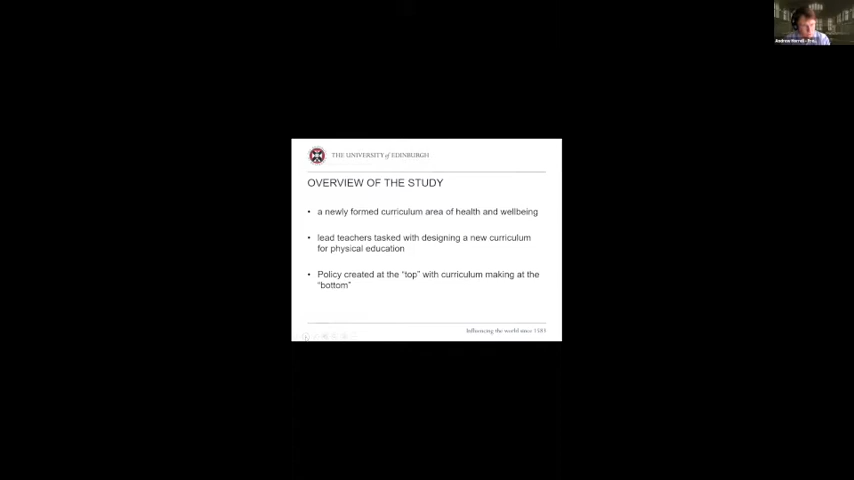 THE UNIVERSITY of EDINBURGH
OVERVIEW OF THE STUDY
• a newly formed curriculum area of health and wellbeing
• lead teachers tasked with designing a new curriculum
for physical education
• Policy created at the “top” with curriculum making at the
“bottom”
Influencing the world since 1583
Andrew